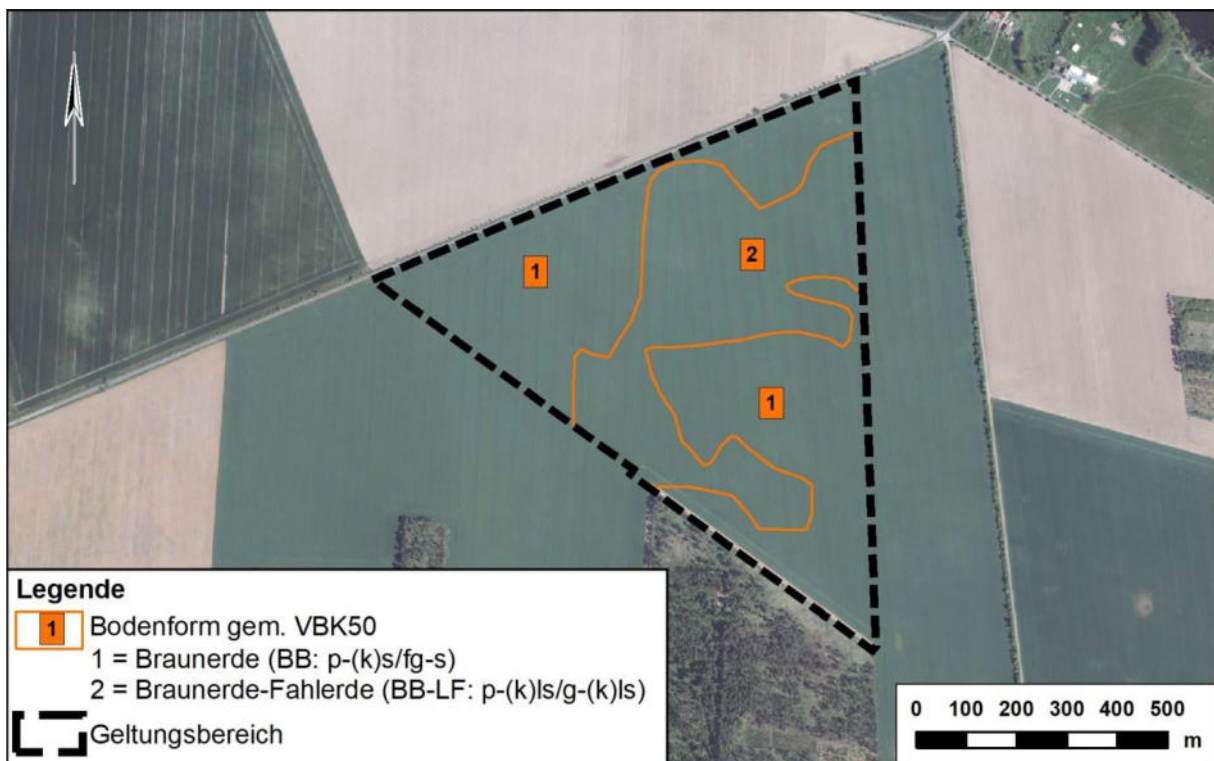 2
1
1
Legende
1 Bodenform gem. VBK50
1 = Braunerde (BB: p-(k)s/fg-s)
2 = Braunerde-Fahlerde (BB-LF: p-(k)ls/g-(k)ls)
Geltungsbereich
0 100 200 300 400 500
m